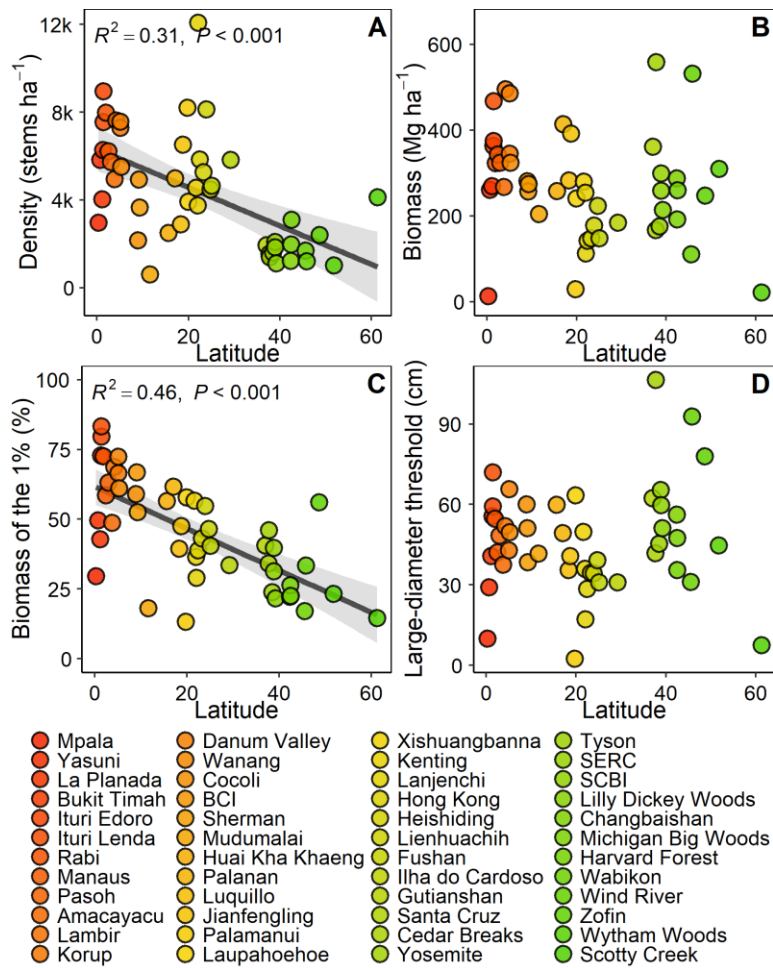 A
R² = 0.31, P < 0.001
12k
8k
4k
0
Density (stems ha⁻¹)
0 20 40 60
Latitude
B
600
400
200
0
Biomass (Mg ha⁻¹)
0 20 40 60
Latitude
C
R² = 0.46, P < 0.001
100
75
50
25
0
Biomass of the 1% (%)
0 20 40 60
Latitude
D
90
60
30
0
Large-diameter threshold (cm)
0 20 40 60
Latitude
Mpala
Yasuni
La Planada
Bukit Timah
Ituri Edoro
Ituri Lenda
Rabi
Manaus
Pasoh
Amacayacu
Lambir
Korup
Danum Valley
Wanang
Cocoli
BCI
Sherman
Mudumalai
Huai Kha Khaeng
Palanan
Luquillo
Jianfengling
Palamanui
Laupahoehoe
Xishuangbanna
Kenting
Lanjenchi
Hong Kong
Heishiding
Lienhuachih
Fushan
Ilha do Cardoso
Gutianshan
Santa Cruz
Cedar Breaks
Yosemite
Tyson
SERC
SCBI
Lilly Dickey Woods
Changbaishan
Michigan Big Woods
Harvard Forest
Wabikon
Wind River
Zofin
Wytham Woods
Scotty Creek